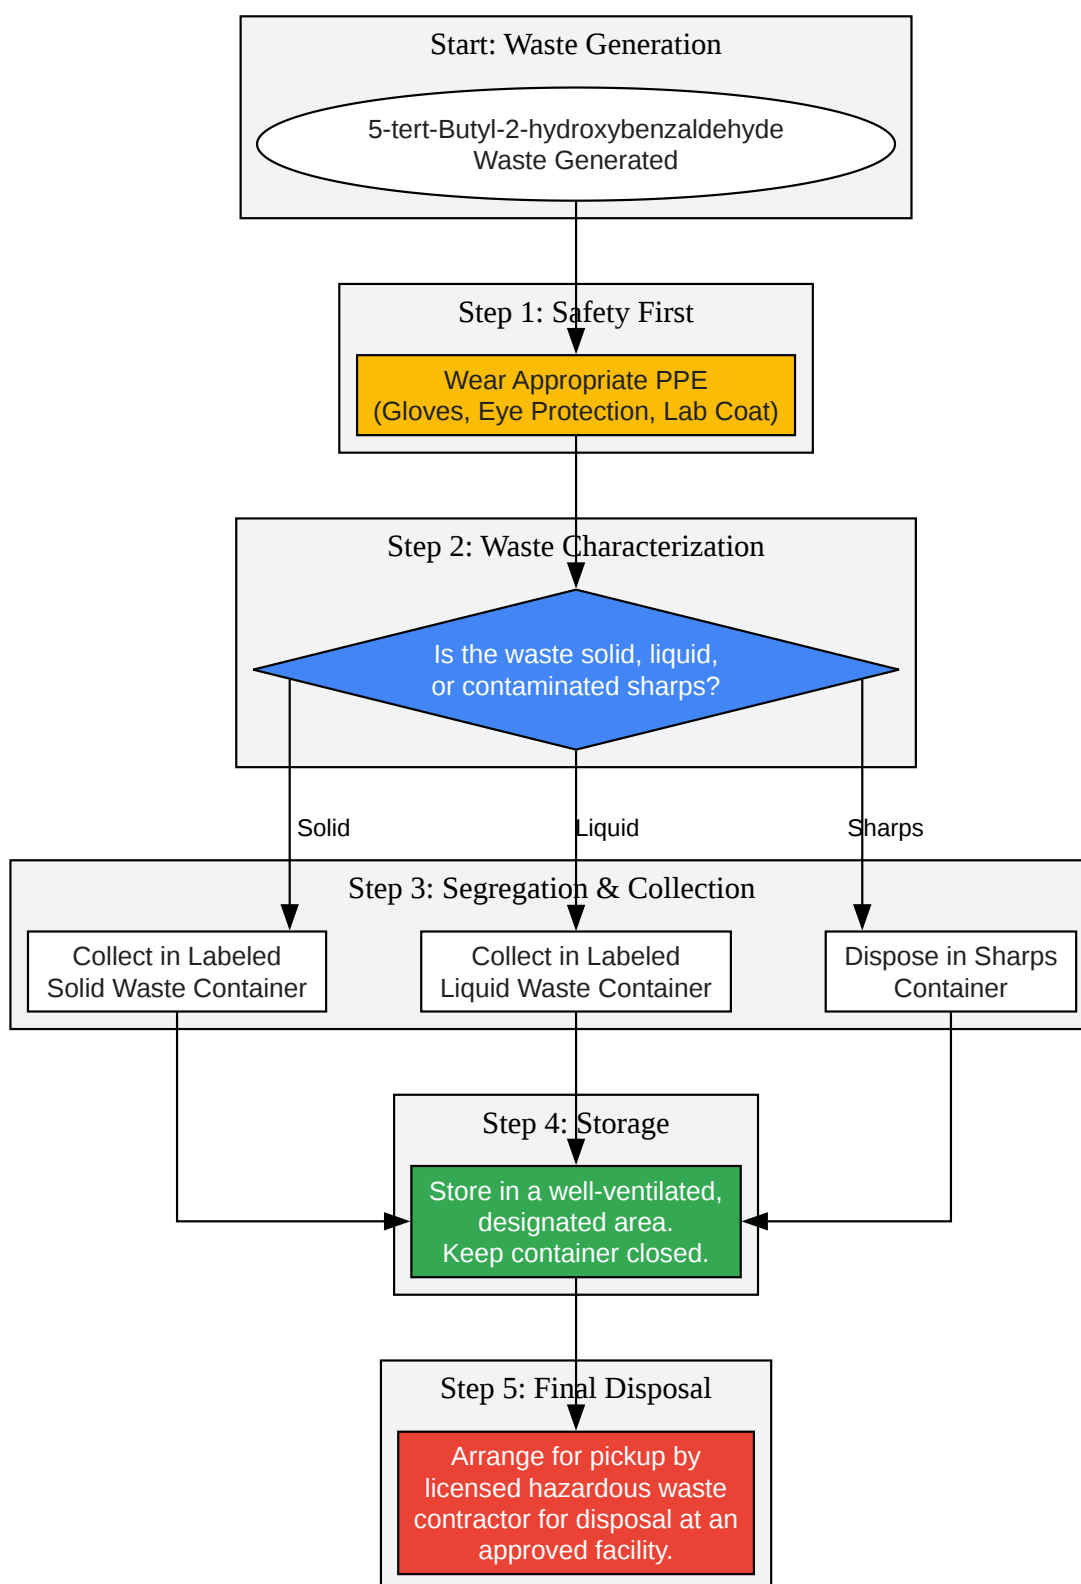 Start: Waste Generation
5-tert-Butyl-2-hydroxybenzaldehyde
Waste Generated
Step 1: Safety First
Wear Appropriate PPE
(Gloves, Eye Protection, Lab Coat)
Step 2: Waste Characterization
Is the waste solid, liquid,
or contaminated sharps?
Solid
Liquid
Sharps
Step 3: Segregation & Collection
Collect in Labeled
Solid Waste Container
Collect in Labeled
Liquid Waste Container
Dispose in Sharps
Container
Step 4: Storage
Store in a well-ventilated,
designated area.
Keep container closed.
Step 5: Final Disposal
Arrange for pickup by
licensed hazardous waste
contractor for disposal at an
approved facility.